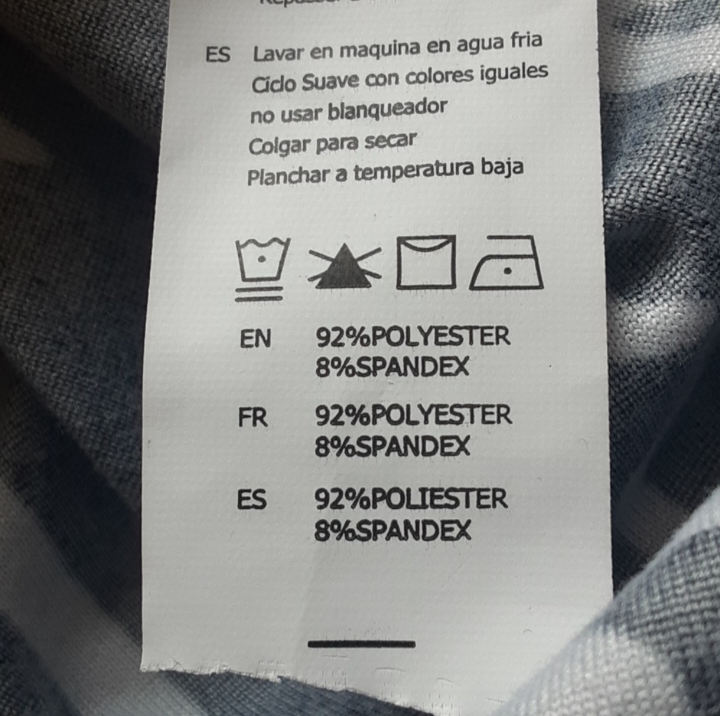 ES Lavar en maquina en agua fria
Ciclo Suave con colores iguales
no usar blanqueador
Colgar para secar
Planchar a temperatura baja
EN 92%POLYESTER
8%SPANDEX
FR 92%POLYESTER
8%SPANDEX
ES 92%POLIESTER
8%SPANDEX